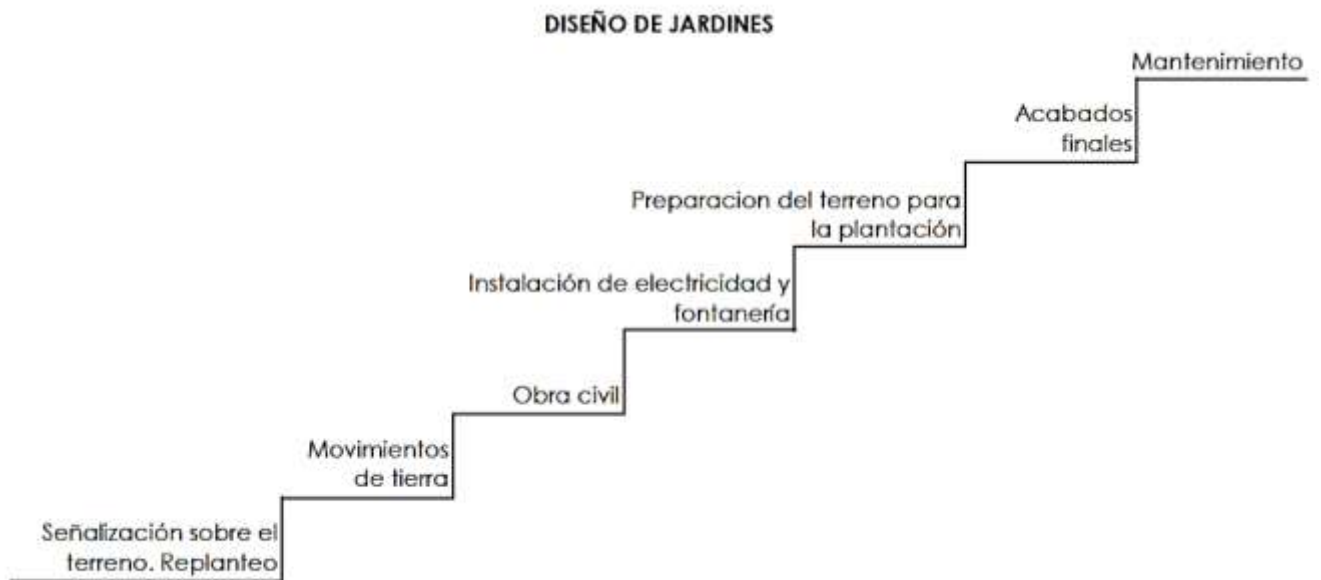 DISEÑO DE JARDINES
Mantenimiento
Acabados
finales
Preparacion del terreno para
la plantación
Instalación de electricidad y
fontanería
Obra civil
Movimientos
de tierra
Señalización sobre el
terreno. Replanteo